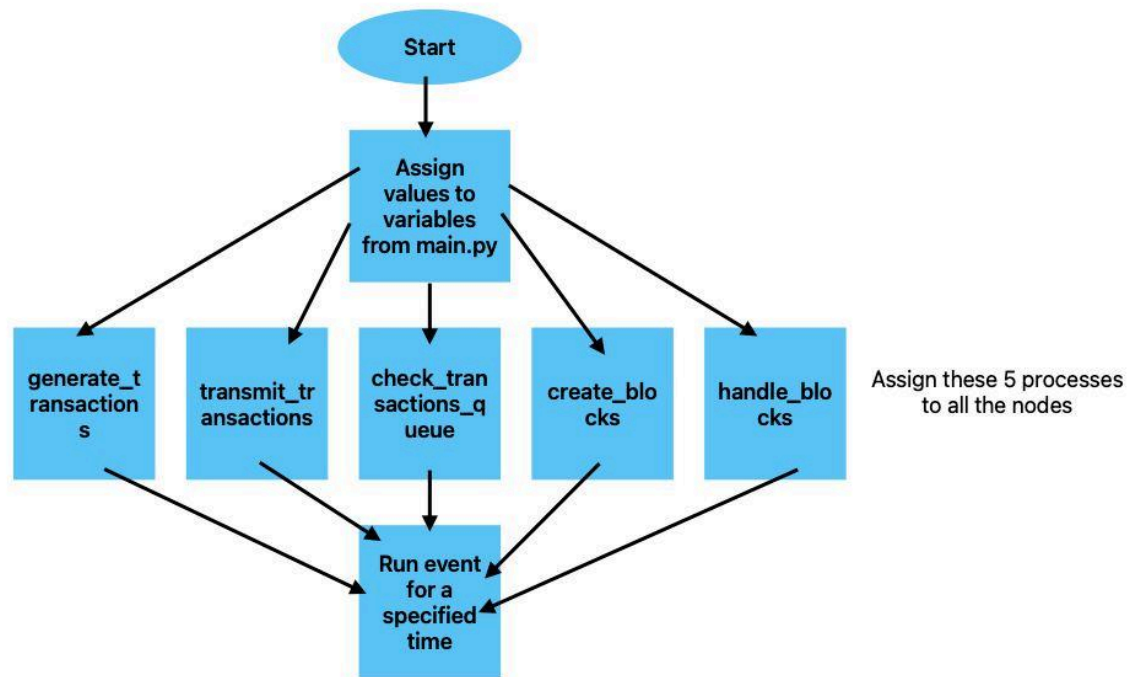 Start
Assign
values to
variables
from main.py
generate_t
ransaction
s
transmit_tr
ansactions
check_tran
sactions_q
ueue
create_blo
cks
handle_blo
cks
Assign these 5 processes
to all the nodes
Run event
for a
specified
time